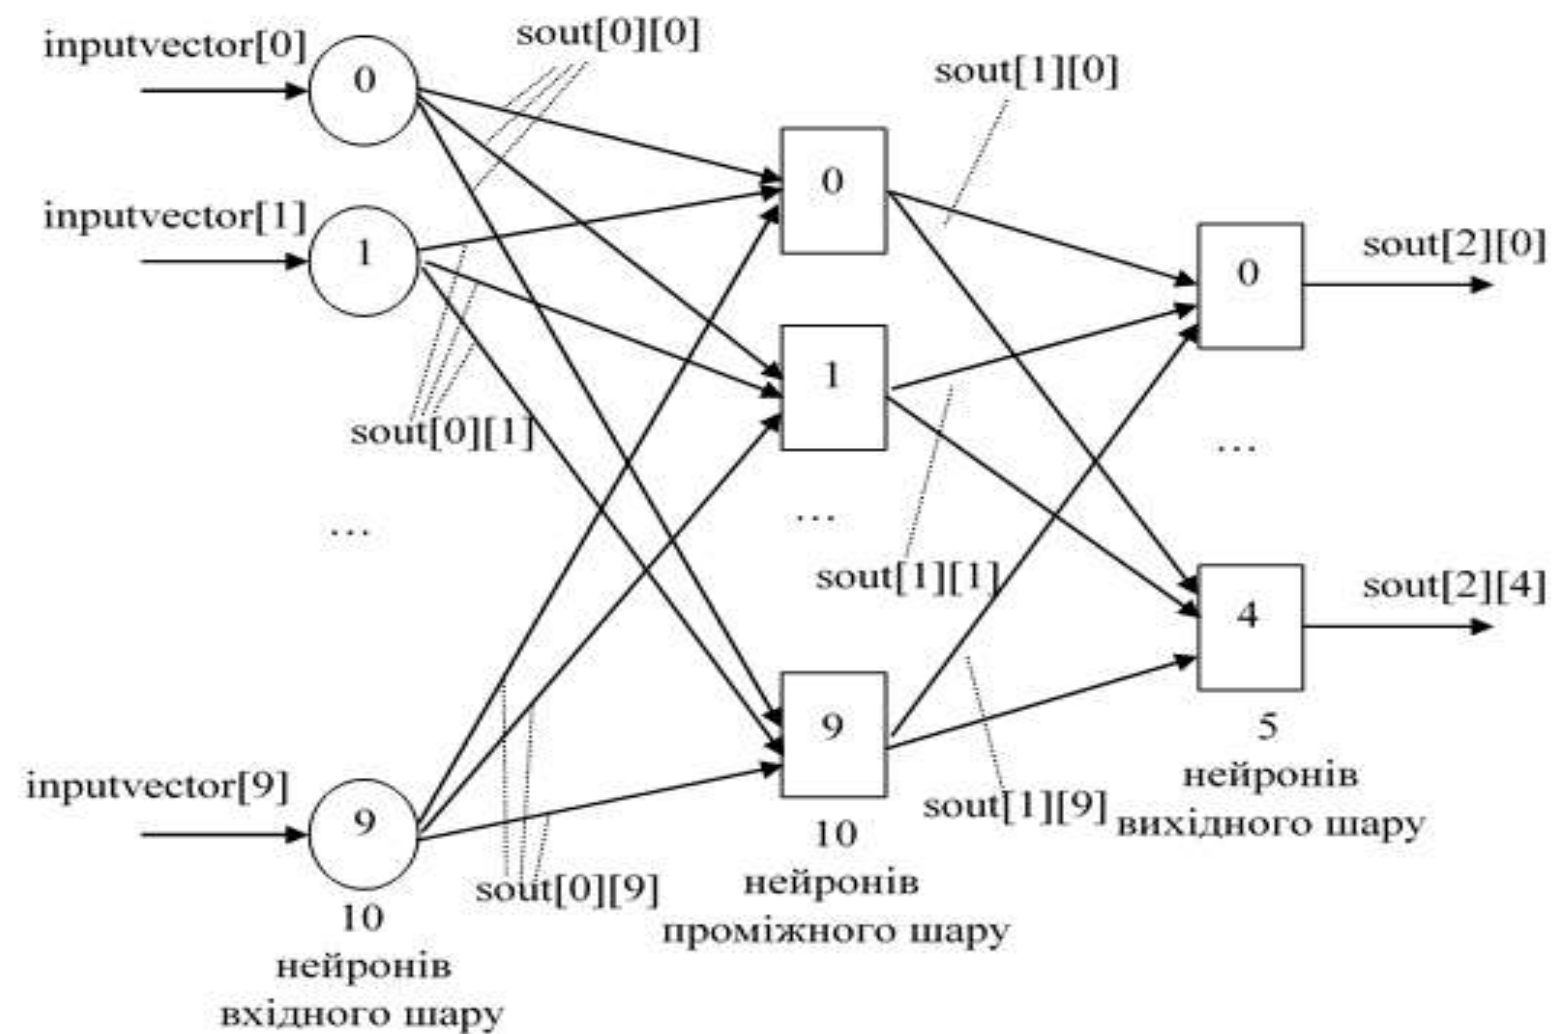 inputvector[0]
0
sout[0][0]
sout[1][0]
inputvector[1]
1
0
0
sout[2][0]
sout[0][1]
1
...
...
...
sout[1][1]
4
sout[2][4]
inputvector[9]
9
sout[0][9]
9
sout[1][9]
10
нейронів
вхідного шару
10
нейронів
проміжного шару
5
нейронів
вихідного шару